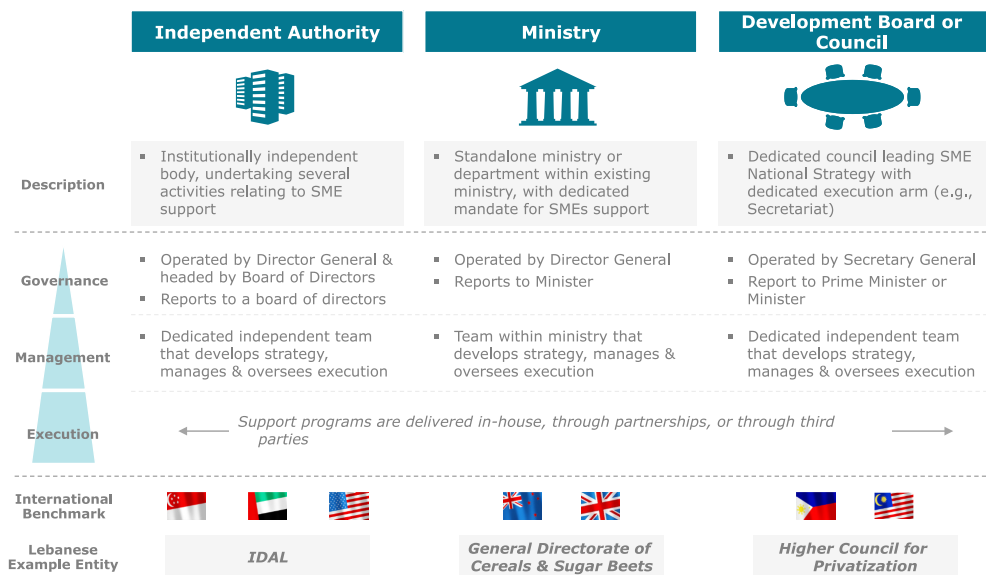 Independent Authority
Ministry
Development Board or
Council
Description
▪ Institutionally independent
body, undertaking several
activities relating to SME
support
▪ Standalone ministry or
department within existing
ministry, with dedicated
mandate for SMEs support
▪ Dedicated council leading SME
National Strategy with
dedicated execution arm (e.g.,
Secretariat)
Governance
▪ Operated by Director General &
headed by Board of Directors
▪ Reports to a board of directors
▪ Operated by Director General
▪ Reports to Minister
▪ Operated by Secretary General
▪ Report to Prime Minister or
Minister
Management
▪ Dedicated independent team
that develops strategy,
manages & oversees execution
▪ Team within ministry that
develops strategy, manages &
oversees execution
▪ Dedicated independent team
that develops strategy,
manages & oversees execution
Execution
Support programs are delivered in-house, through partnerships, or through third
parties
International
Benchmark
Lebanese
Example Entity
IDAL
General Directorate of
Cereals & Sugar Beets
Higher Council for
Privatization